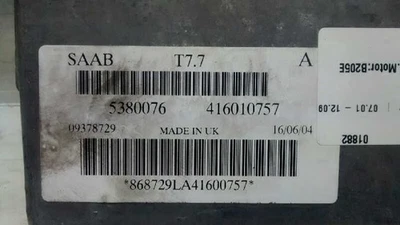 SAAB T7.7 A
5380076 416010757
09378729 MADE IN UK 16/06/04
*868729LA41600757*
.Motor:B205E
07.01 - 12.09
01882